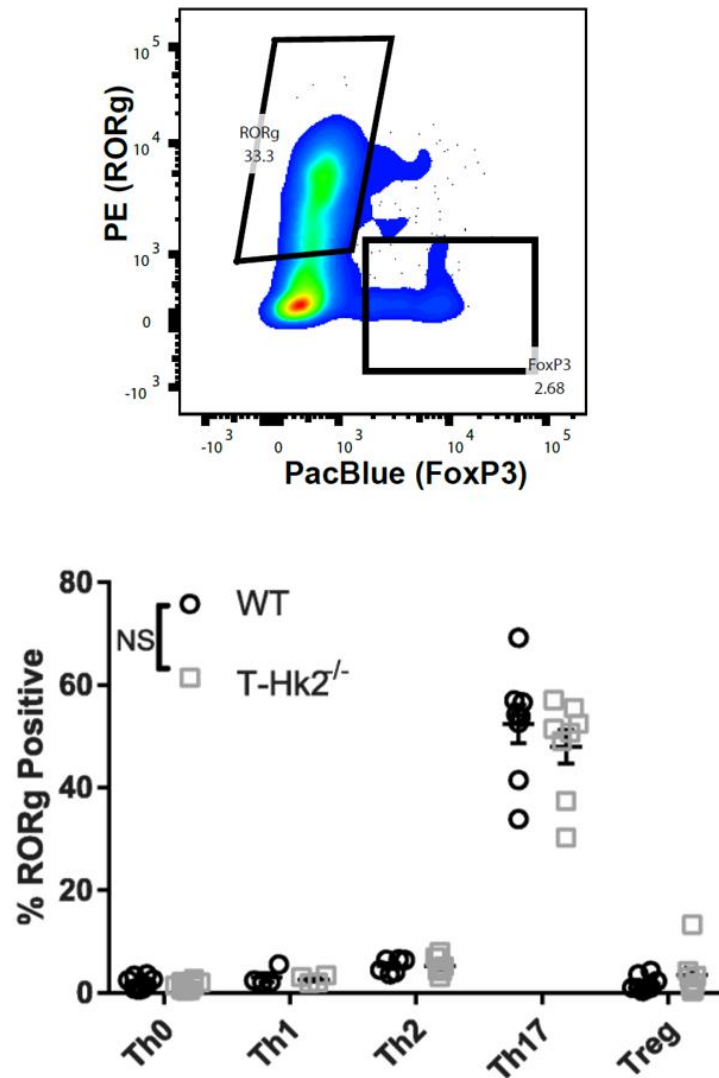 10 5
10 4
10 3
0
-10 3
PE (RORg)
RORg
33.3
FoxP3
2.68
-10 3
0
10 3
10 4
10 5
PacBlue (FoxP3)
80
60
40
20
0
% RORg Positive
NS
WT
T-Hk2-/-
Th0
Th1
Th2
Th17
Treg